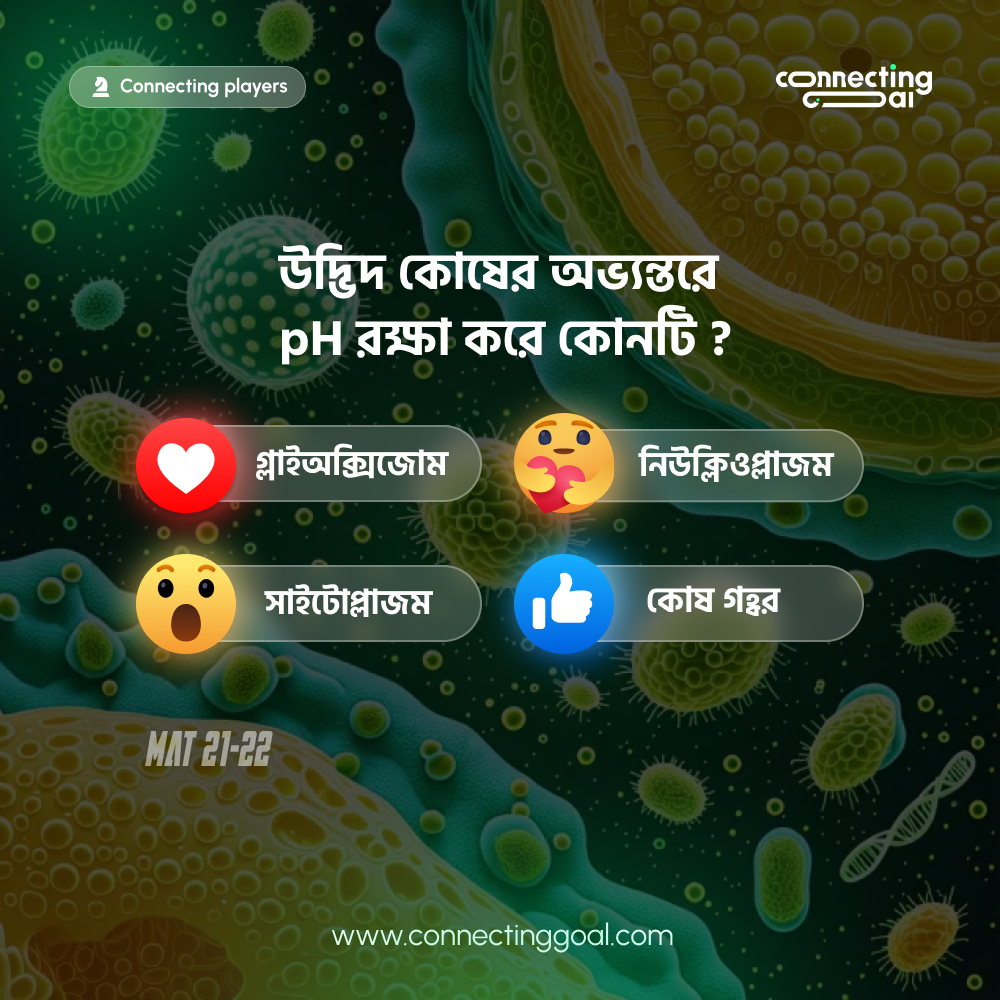 Connecting players
connecting
ai
উদ্ভিদ কোষের অভ্যন্তরে
pH রক্ষা করে কোনটি ?
গ্লাইঅক্সিজোম
নিউক্লিওপ্লাজম
সাইটোপ্লাজম
কোষ গহ্বর
MAT 21-22
www.connectinggoal.com